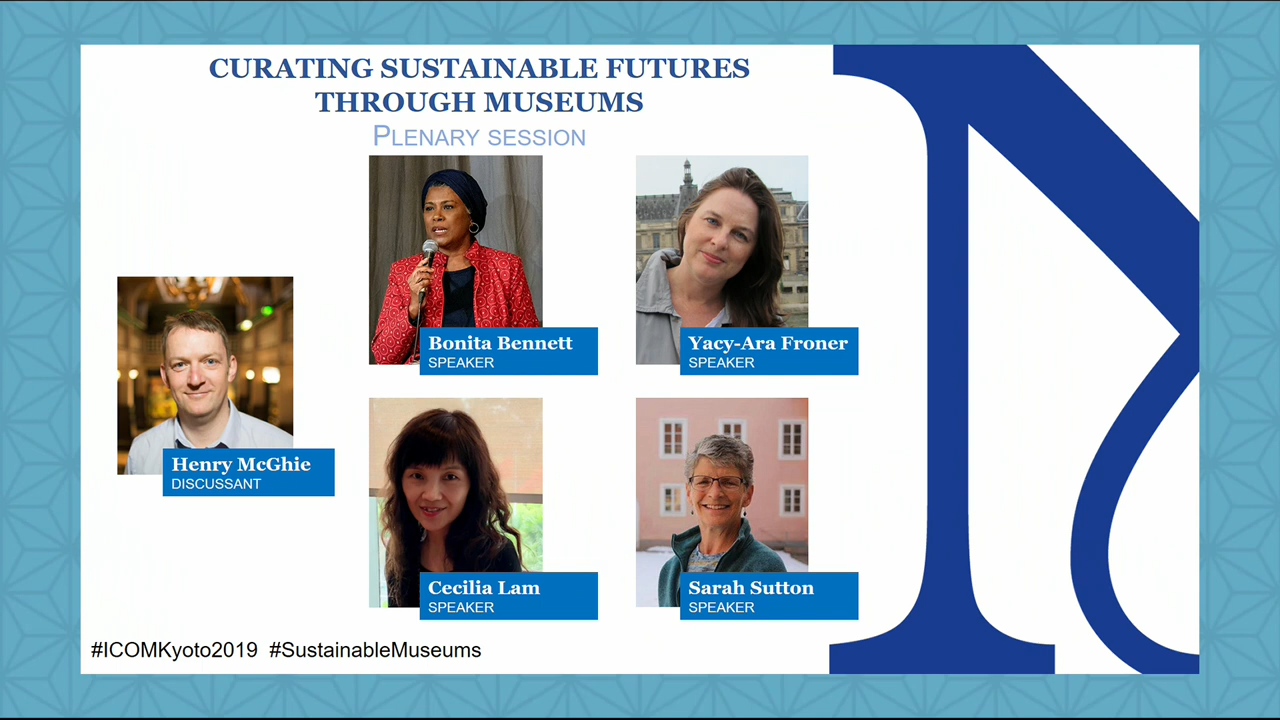 CURATING SUSTAINABLE FUTURES
THROUGH MUSEUMS
PLENARY SESSION
Bonita Bennett
SPEAKER
Yacy-Ara Froner
SPEAKER
Henry McGhie
DISCUSSANT
Cecilia Lam
SPEAKER
Sarah Sutton
SPEAKER
#ICOMKyoto2019 #SustainableMuseums